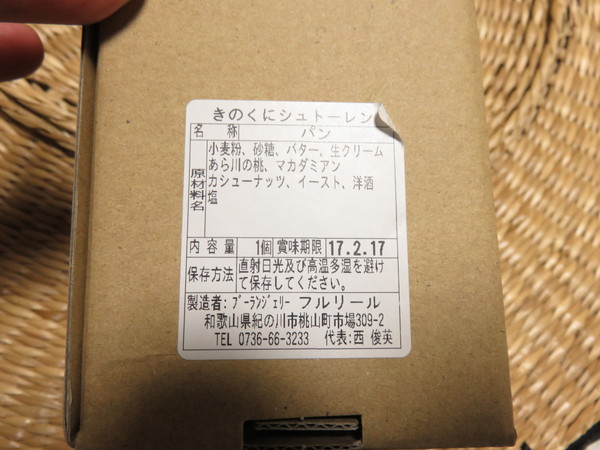 きのくにシュトーレン
名　称　パン
原材料名
小麦粉、砂糖、バター、生クリーム
あら川の桃、マカダミアン
カシューナッツ、イースト、洋酒
塩
内容量　1個　賞味期限　17.2.17
保存方法　直射日光及び高温多湿を避け
て保存してください。
製造者:ﾌﾞｰﾗﾝｼﾞｪﾘｰ フルリール
和歌山県紀の川市桃山町市場309-2
TEL 0736-66-3233　代表:西 俊英